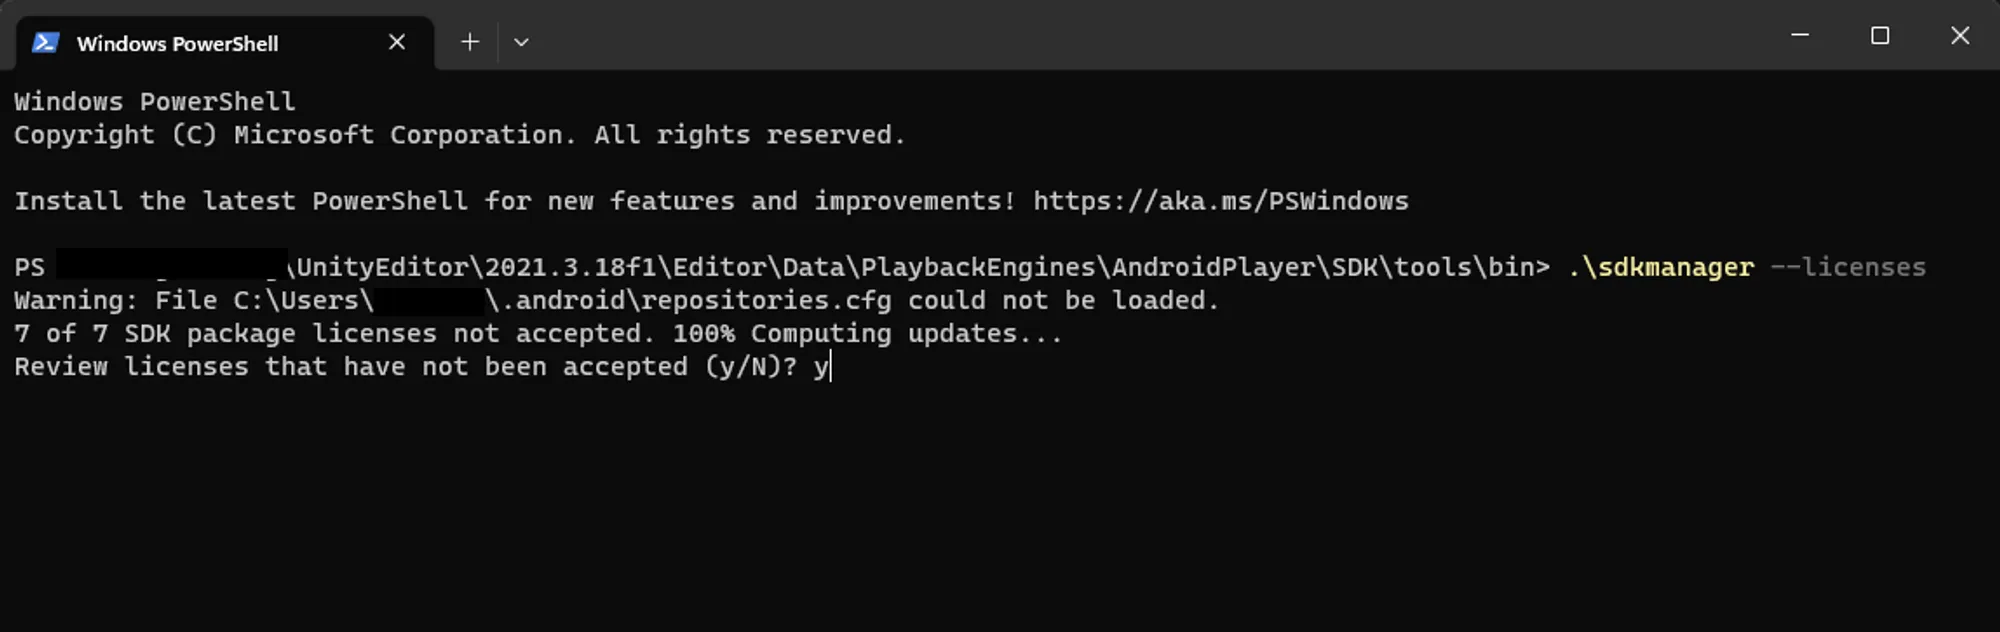 Windows PowerShell
Windows PowerShell
Copyright (C) Microsoft Corporation. All rights reserved.
Install the latest PowerShell for new features and improvements! https://aka.ms/PSWindows
PS \UnityEditor\2021.3.18f1\Editor\Data\PlaybackEngines\AndroidPlayer\SDK\tools\bin> .\sdkmanager --licenses
Warning: File C:\Users\ \.android\repositories.cfg could not be loaded.
7 of 7 SDK package licenses not accepted. 100% Computing updates...
Review licenses that have not been accepted (y/N)? y